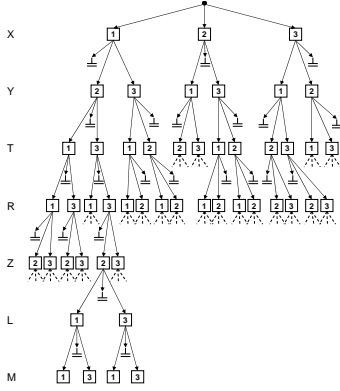 X 1 2 3
Y 2 3 1 3 1 2
T 1 3 1 2 2 3 1 2 2 3 1 3
R 1 3 1 3 1 2 1 2 1 2 1 2 2 3 2 3
Z 2 3 2 3 2 3
L 1 3
M 1 3 1 3